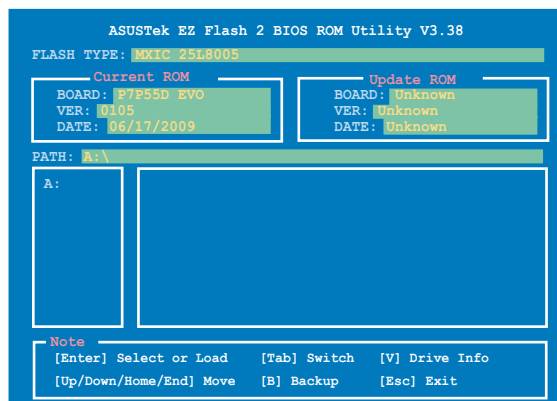 ASUSTek EZ Flash 2 BIOS ROM Utility V3.38
FLASH TYPE: MXIC 25L8005
Current ROM
BOARD: P7P55D EVO
VER: 0105
DATE: 06/17/2009
Update ROM
BOARD: Unknown
VER: Unknown
DATE: Unknown
PATH: A:\
A:
Note
[Enter] Select or Load [Tab] Switch [V] Drive Info
[Up/Down/Home/End] Move [B] Backup [Esc] Exit